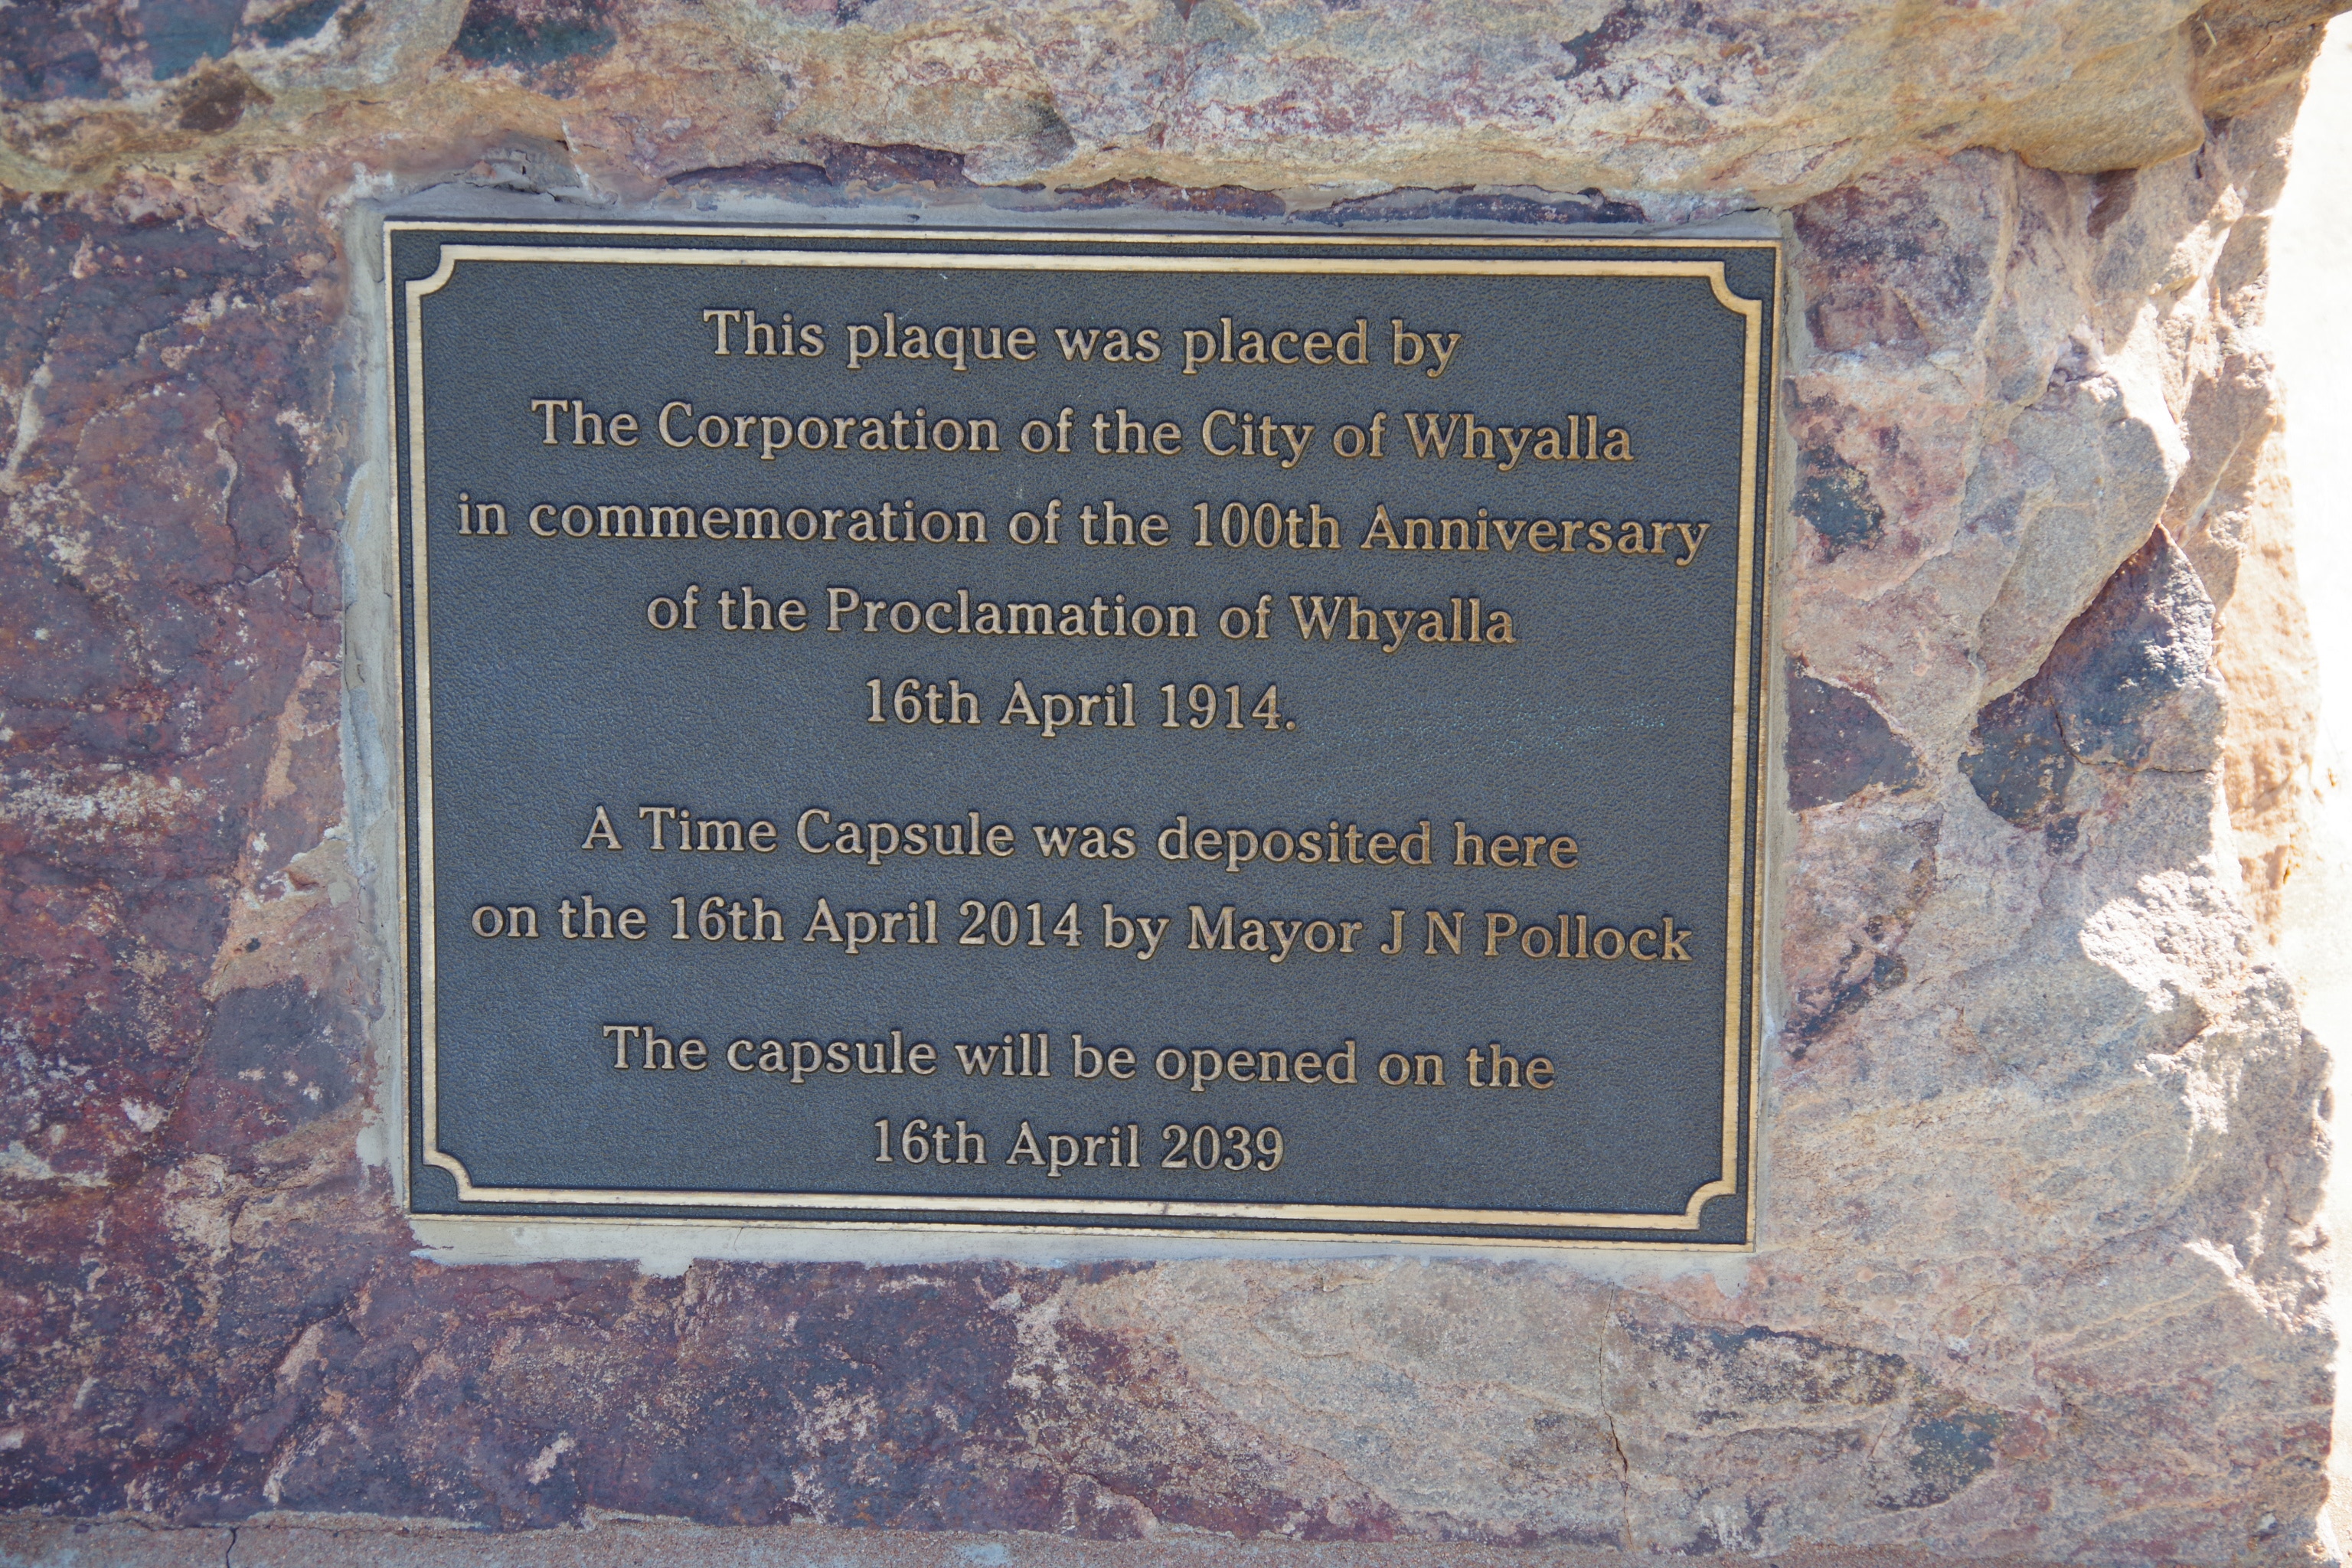 This plaque was placed by
The Corporation of the City of Whyalla
in commemoration of the 100th Anniversary
of the Proclamation of Whyalla
16th April 1914.
A Time Capsule was deposited here
on the 16th April 2014 by Mayor J N Pollock
The capsule will be opened on the
16th April 2039